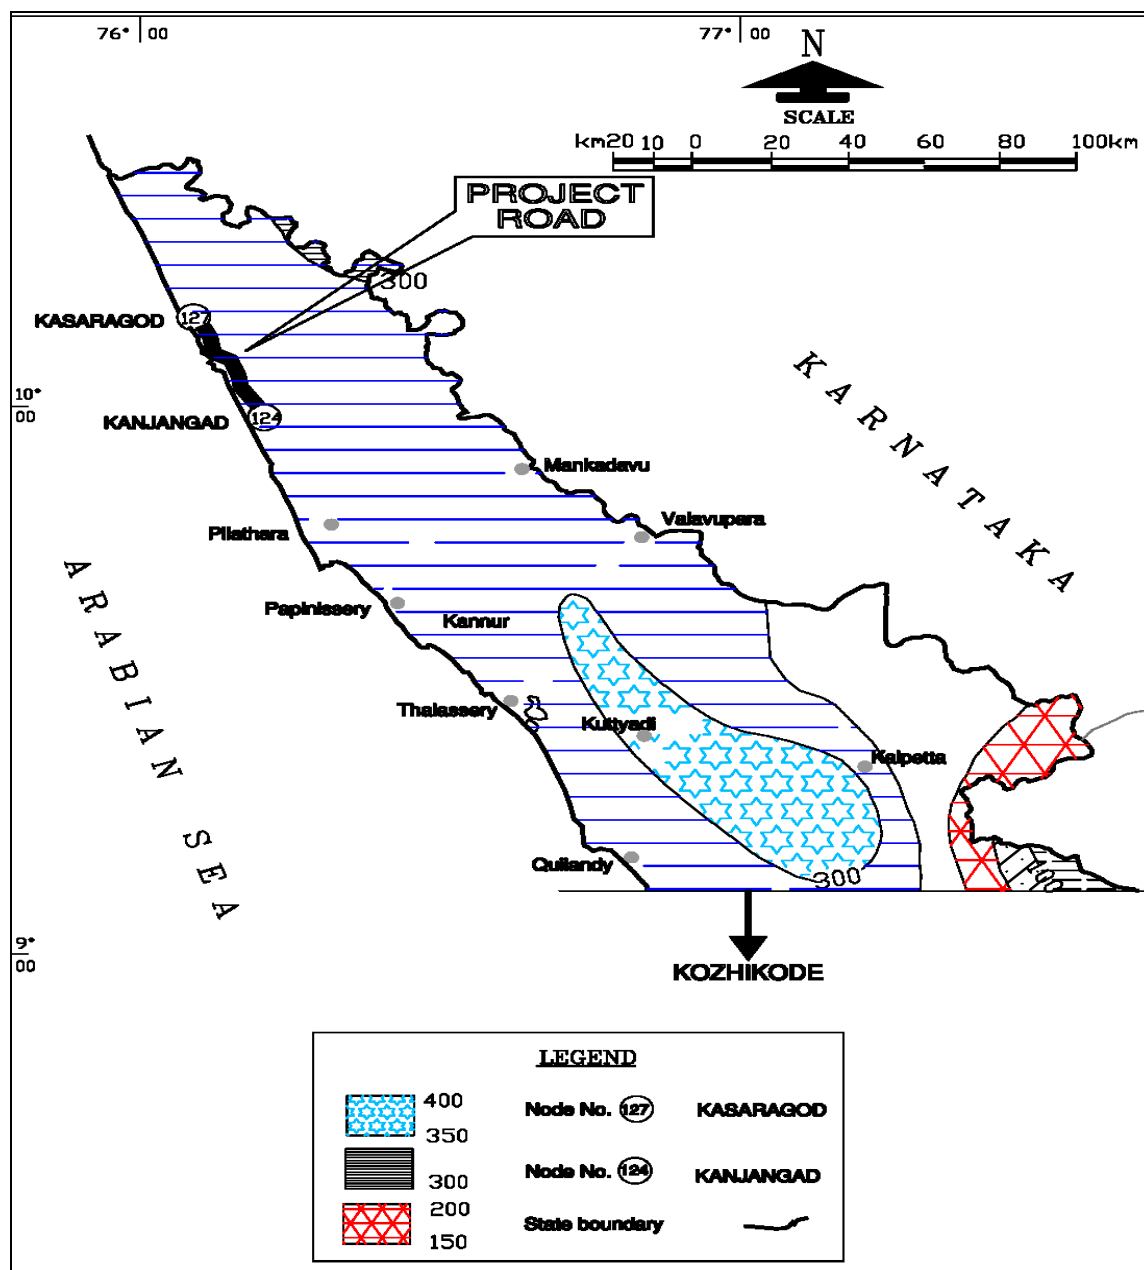 76° 00
77° 00
N
SCALE
km20 10 0 20 40 60 80 100km
PROJECT
ROAD
300
KASARAGOD 127
10°
00
KANJANGAD 124
KARNATAKA
Mankadavu
Pilathara
Valavupara
ARABIAN SEA
Papinissery
Kannur
Thalassery
Kuttyadi
Kalpetta
Quilandy
300
100
9°
00
KOZHIKODE
LEGEND
400
350
Node No. 127 KASARAGOD
300
Node No. 124 KANJANGAD
200
150
State boundary